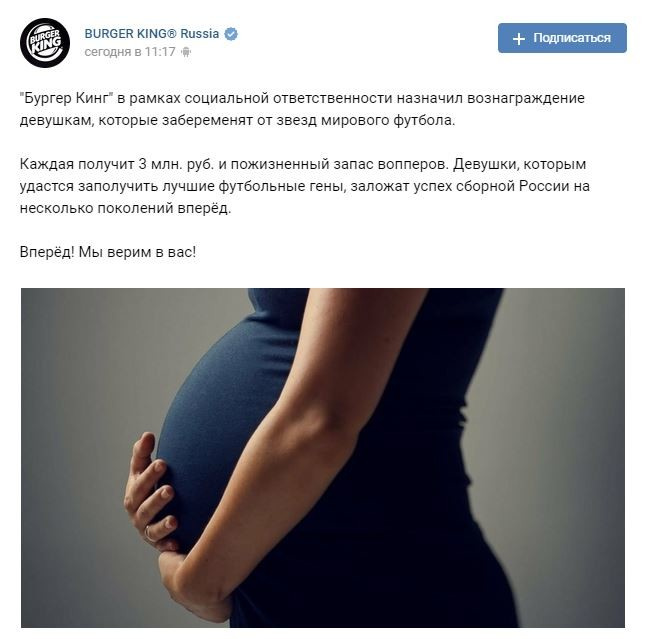 BURGER KING
BURGER KING® Russia
сегодня в 11:17
Подписаться
"Бургер Кинг" в рамках социальной ответственности назначил вознаграждение
девушкам, которые забеременят от звезд мирового футбола.
Каждая получит 3 млн. руб. и пожизненный запас вопперов. Девушки, которым
удастся заполучить лучшие футбольные гены, заложат успех сборной России на
несколько поколений вперёд.
Вперёд! Мы верим в вас!